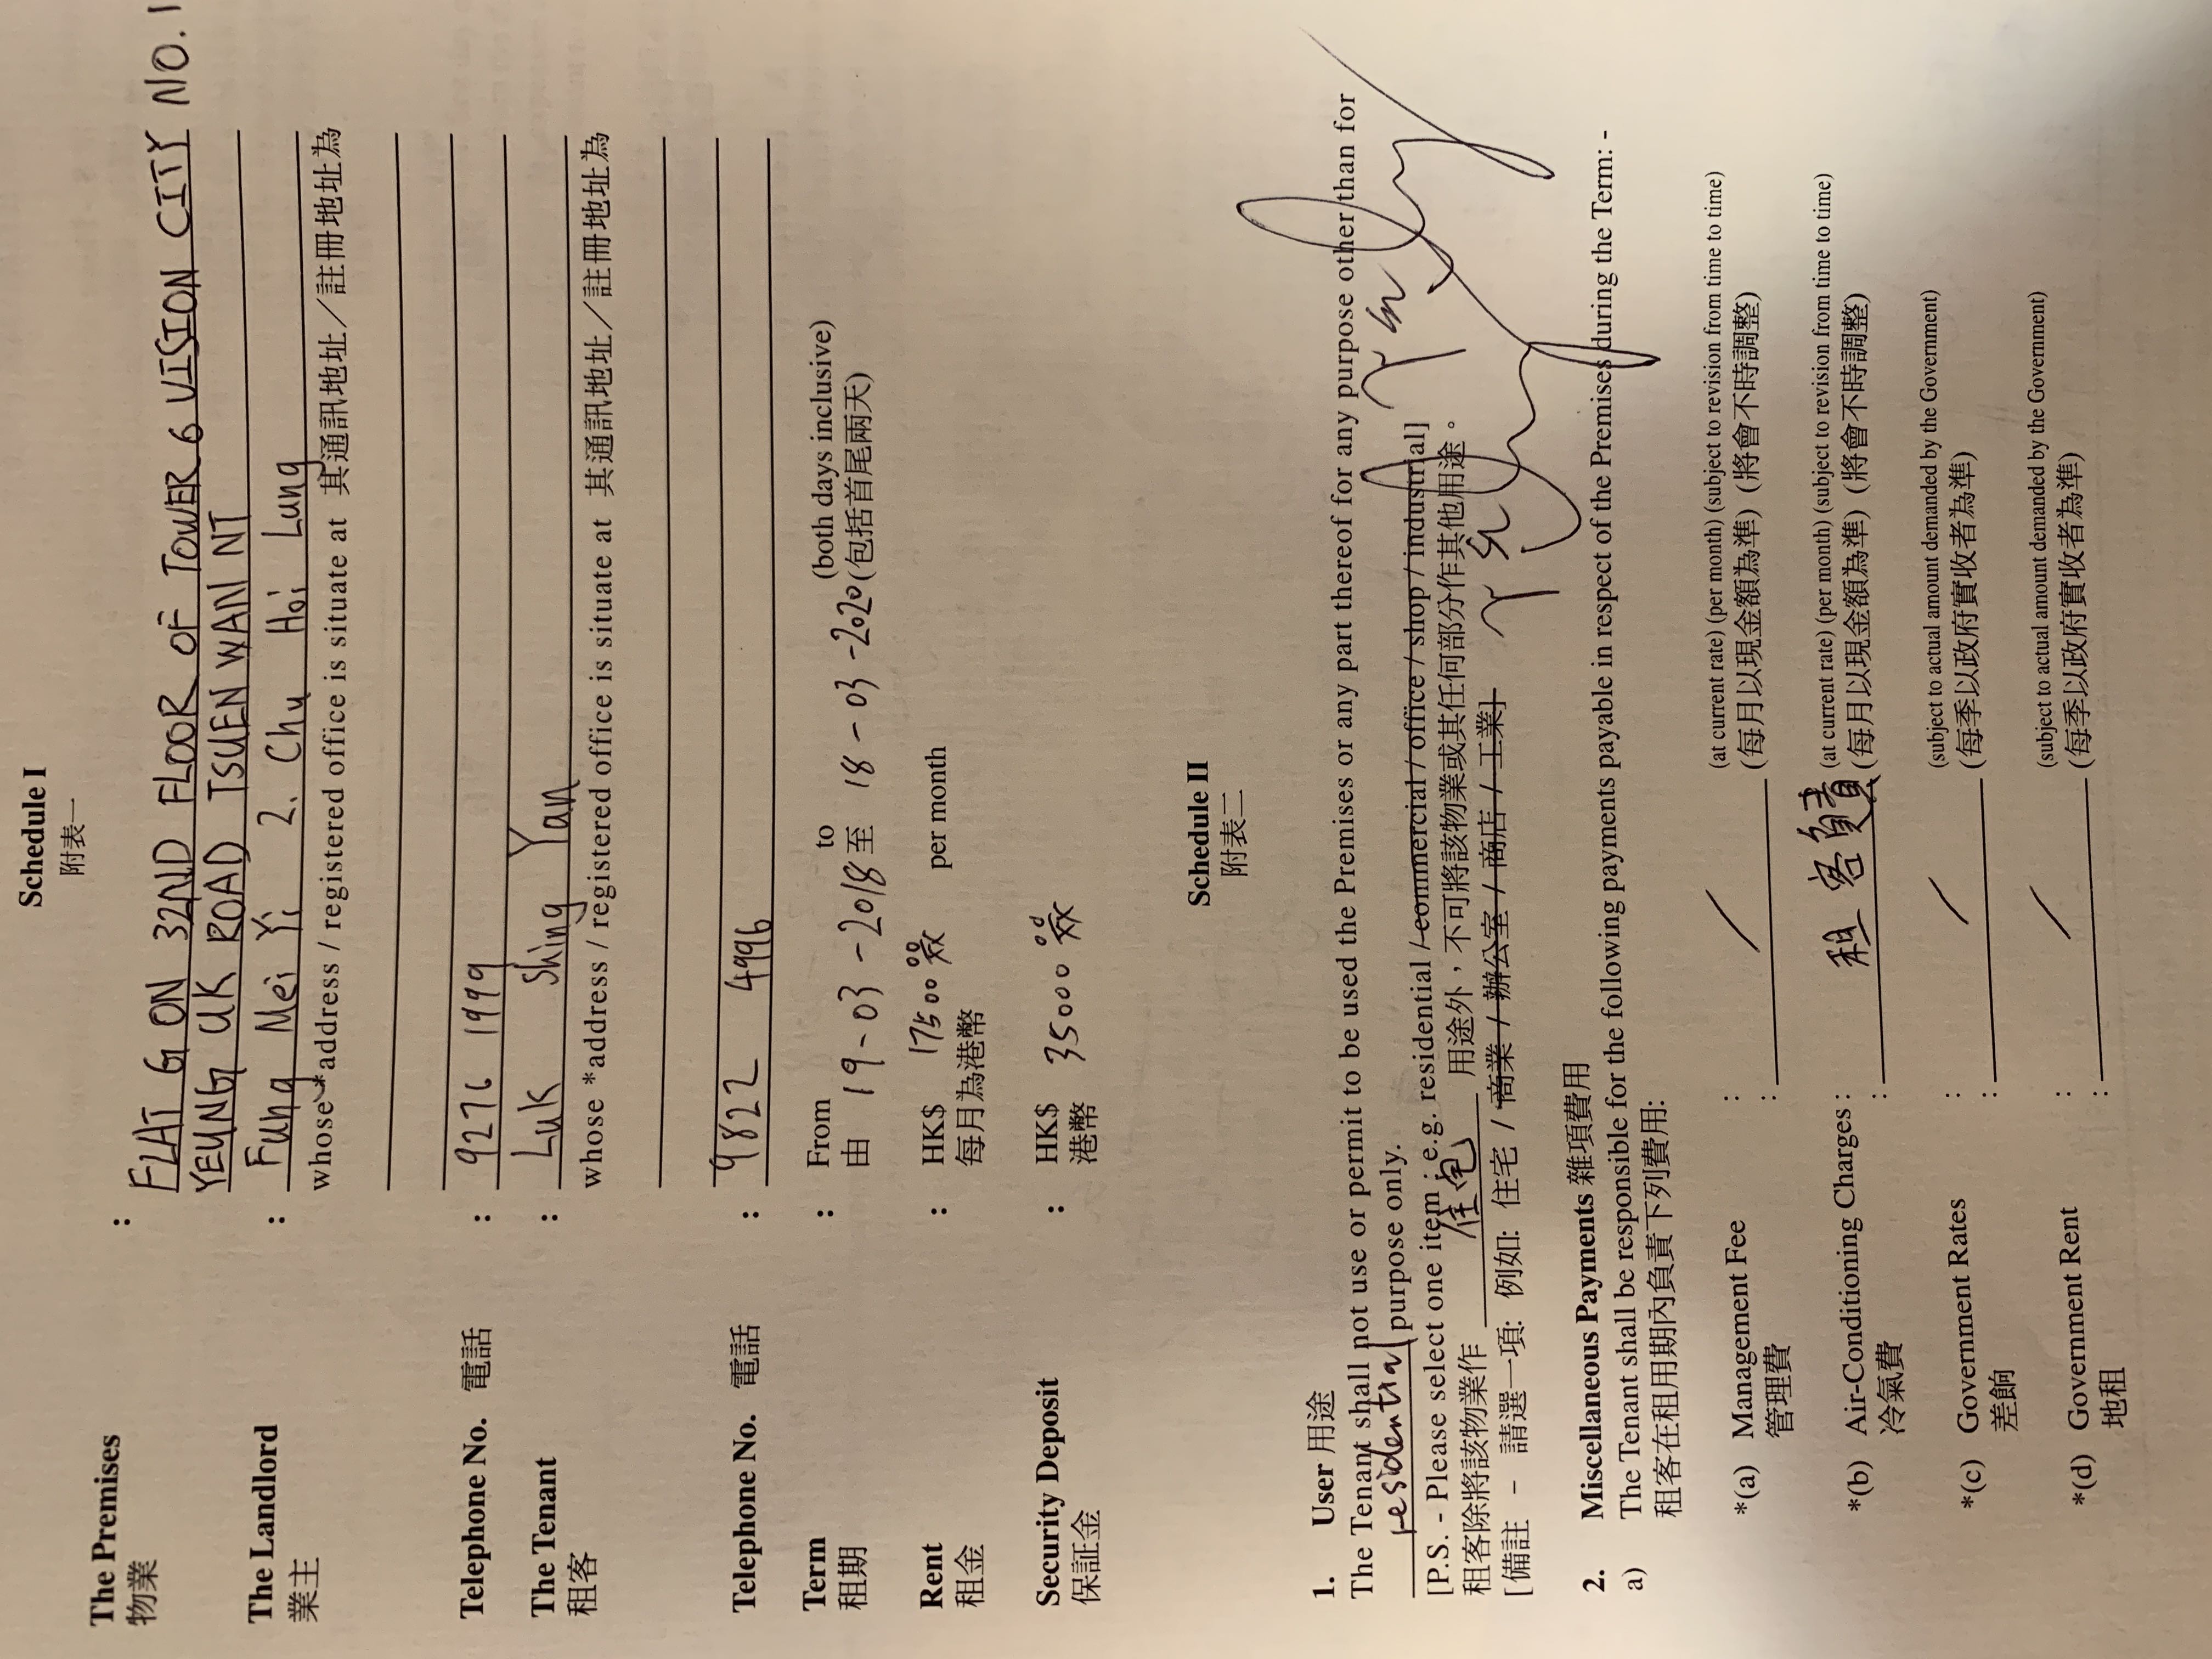 Schedule I
附表一
The Premises : FLAT G ON 32ND FLOOR OF TOWER 6 VISION CITY NO. 1
物業 YEUNG UK ROAD TSUEN WAN NT
The Landlord : Fung Mei Yi 2. Chu Hoi Lung
業主 whose *address / registered office is situate at 其通訊地址／註冊地址為
Telephone No. 電話 : 9276 1999
The Tenant : Luk Shing Yan
租客 whose *address / registered office is situate at 其通訊地址／註冊地址為
Telephone No. 電話 : 9822 4996
Term : From 19-03-2018 to 18-03-2020 (both days inclusive)
租期 由 至 (包括首尾兩天)
Rent : HK$ 17500 per month
租金 每月為港幣
Security Deposit : HK$ 35000
保証金 港幣
Schedule II
附表二
1. User 用途
The Tenant shall not use or permit to be used the Premises or any part thereof for any purpose other than for
residential purpose only.
[P.S. - Please select one item : e.g. residential / commercial / office / shop / industrial]
租客除將該物業作 住宅 用途外，不可將該物業或其任何部分作其他用途。
[備註 - 請選一項: 例如: 住宅 / 商業 / 辦公室 / 商店 / 工業]
2. Miscellaneous Payments 雜項費用
a) The Tenant shall be responsible for the following payments payable in respect of the Premises during the Term: -
租客在租用期內負責下列費用:
*(a) Management Fee : (at current rate) (per month) (subject to revision from time to time)
管理費 : (每月以現金額為準) (將會不時調整)
*(b) Air-Conditioning Charges : 租客負責 (at current rate) (per month) (subject to revision from time to time)
冷氣費 : (每月以現金額為準) (將會不時調整)
*(c) Government Rates : (subject to actual amount demanded by the Government)
差餉 : (每季以政府實收者為準)
*(d) Government Rent : (subject to actual amount demanded by the Government)
地租 : (每季以政府實收者為準)